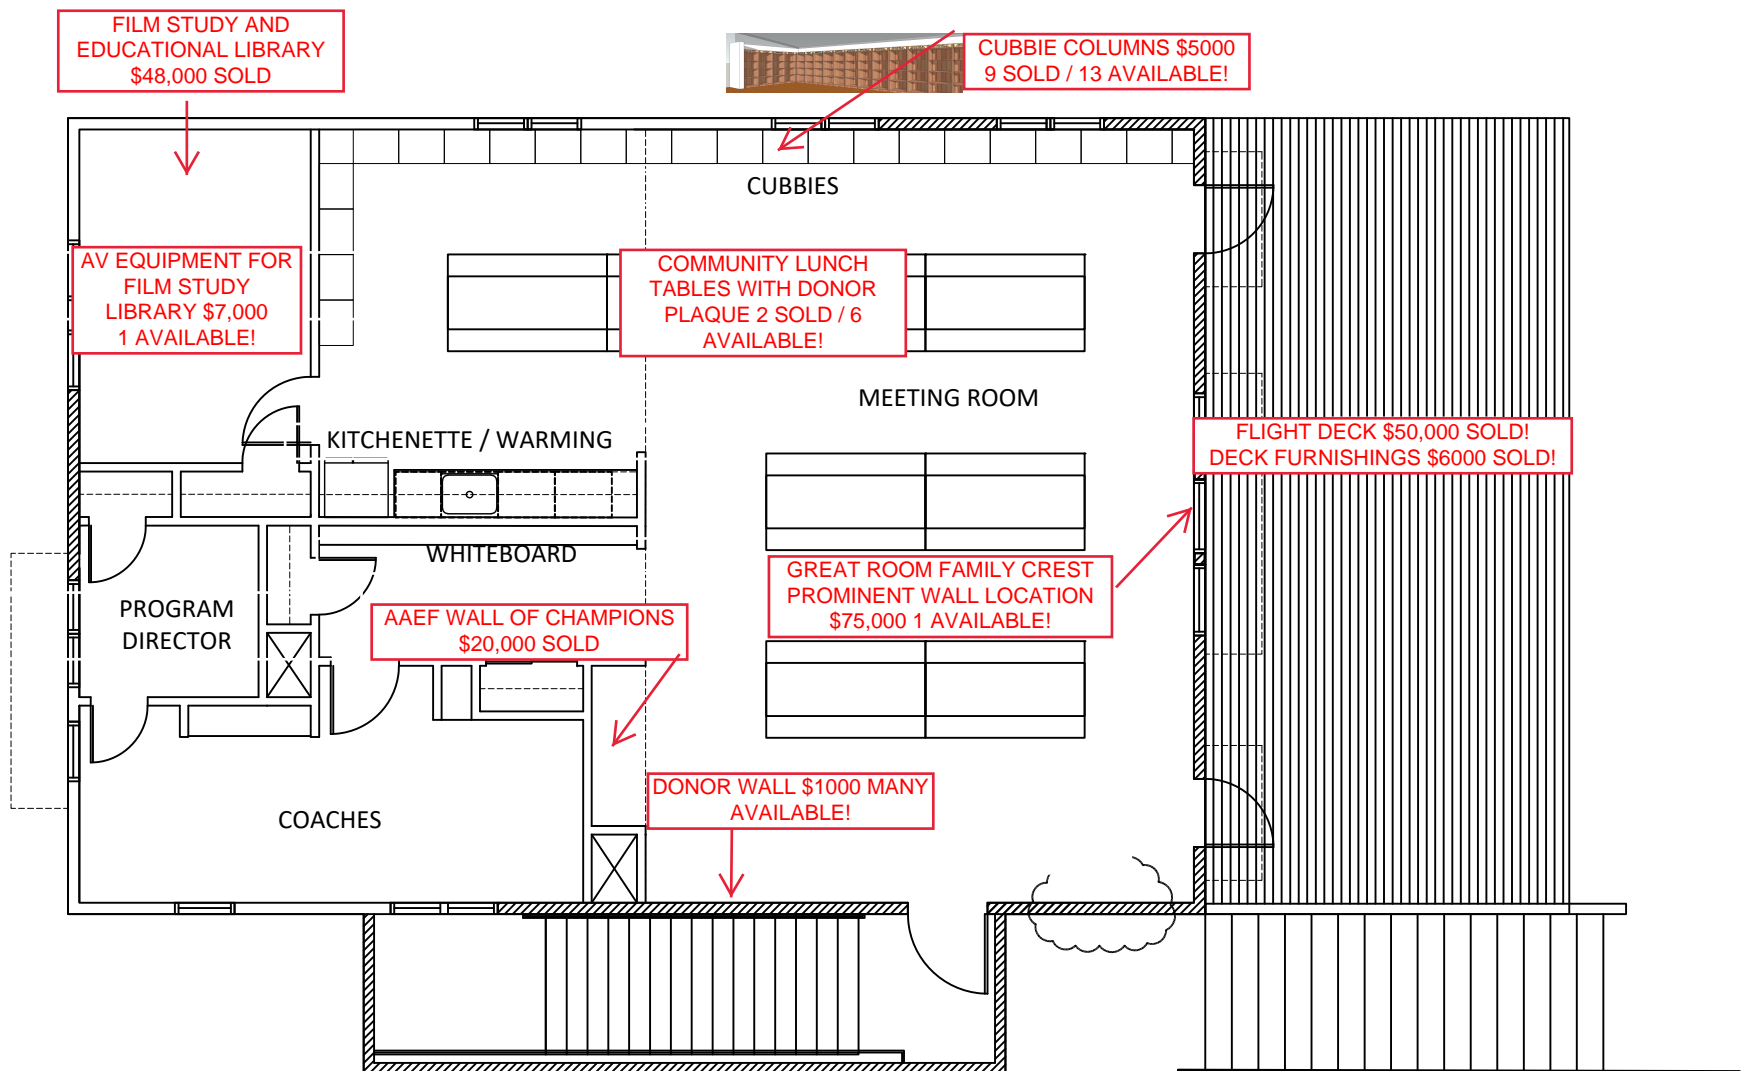 FILM STUDY AND
EDUCATIONAL LIBRARY
$48,000 SOLD
CUBBIE COLUMNS $5000
9 SOLD / 13 AVAILABLE!
CUBBIES
AV EQUIPMENT FOR
FILM STUDY
LIBRARY $7,000
1 AVAILABLE!
COMMUNITY LUNCH
TABLES WITH DONOR
PLAQUE 2 SOLD / 6
AVAILABLE!
MEETING ROOM
KITCHENETTE / WARMING
FLIGHT DECK $50,000 SOLD!
DECK FURNISHINGS $6000 SOLD!
WHITEBOARD
GREAT ROOM FAMILY CREST
PROMINENT WALL LOCATION
$75,000 1 AVAILABLE!
PROGRAM
DIRECTOR
AAEF WALL OF CHAMPIONS
$20,000 SOLD
DONOR WALL $1000 MANY
AVAILABLE!
COACHES